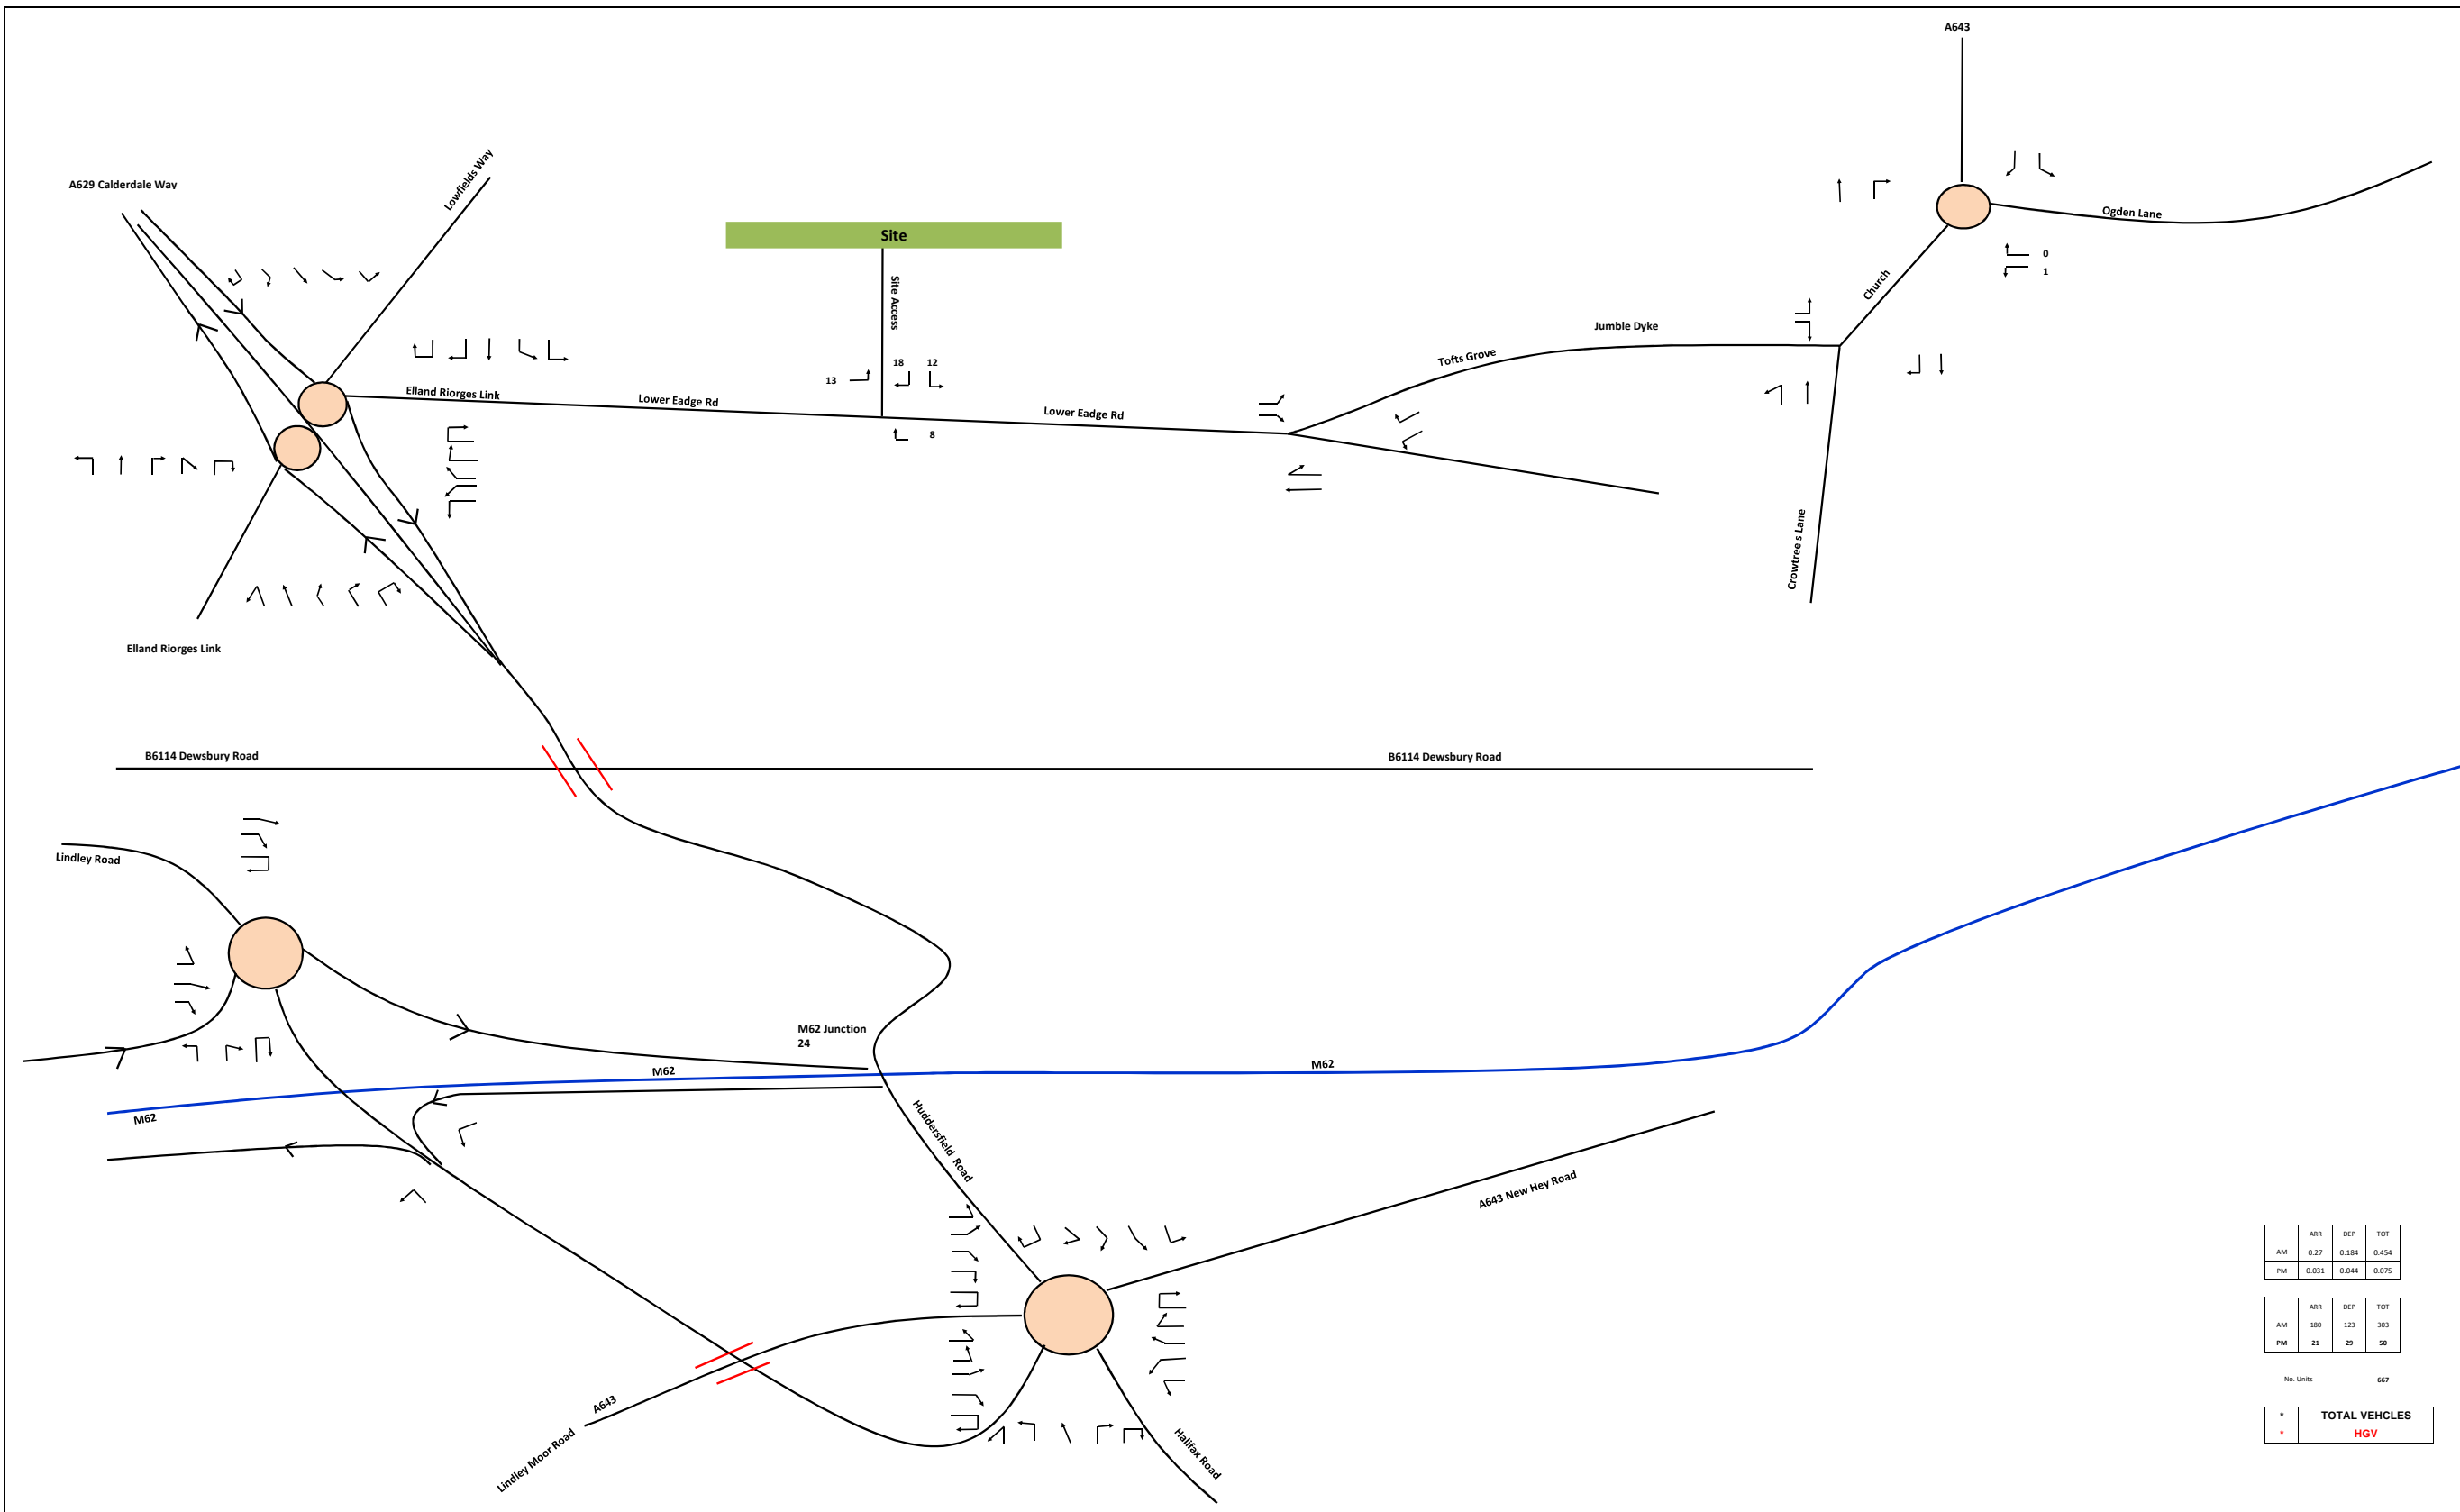 A643
Lowfields Way
A629 Calderdale Way
Ogden Lane
Site
Site Access
Church
0
1
Jumble Dyke
Tofts Grove
18 12
13
Elland Riorges Link
Lower Eadge Rd
Lower Eadge Rd
8
Crowtree s Lane
Elland Riorges Link
B6114 Dewsbury Road
B6114 Dewsbury Road
Lindley Road
M62 Junction
24
M62
M62
M62
Huddersfield Road
A643 New Hey Road
A643
Lindley Moor Road
Halifax Road
ARR DEP TOT
AM 0.27 0.184 0.454
PM 0.031 0.044 0.075
ARR DEP TOT
AM 180 123 303
PM 21 29 50
No. Units 667
* TOTAL VEHCLES
* HGV